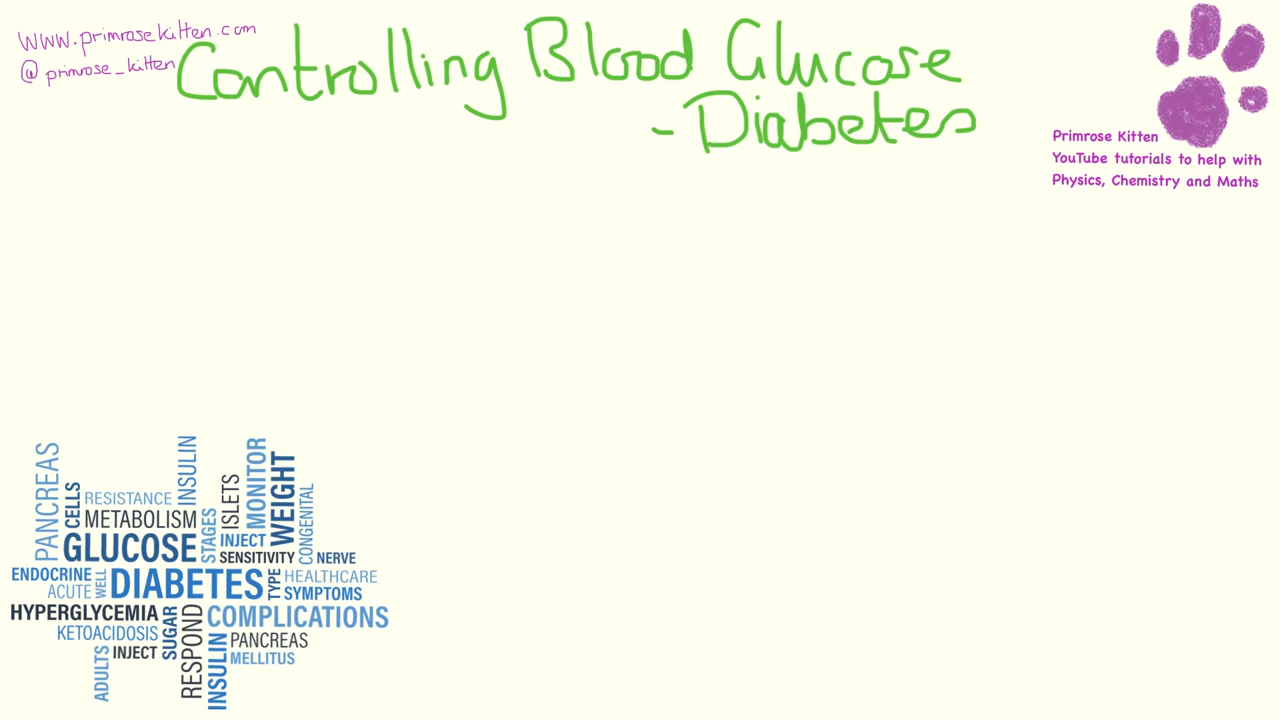 www.primrosekitten.com
@primrose_kitten
Controlling Blood Glucose
- Diabetes
Primrose Kitten
YouTube tutorials to help with
Physics, Chemistry and Maths
PANCREAS
CELLS
RESISTANCE
INSULIN
METABOLISM
GLUCOSE
STAGES
ISLETS
MONITOR
WEIGHT
CONGENITAL
INJECT
SENSITIVITY
NERVE
ENDOCRINE
ACUTE
WELL
DIABETES
TYPE
HEALTHCARE
SYMPTOMS
HYPERGLYCEMIA
SUGAR
RESPOND
COMPLICATIONS
KETOACIDOSIS
INJECT
ADULTS
INSULIN
PANCREAS
MELLITUS